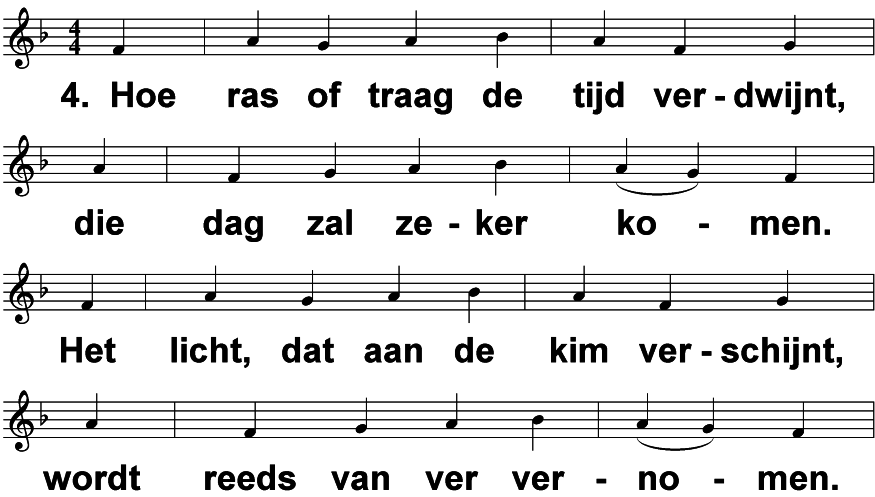 4. Hoe ras of traag de tijd ver - dwijnt,
die dag zal ze - ker ko - men.
Het licht, dat aan de kim ver - schijnt,
wordt reeds van ver ver - no - men.